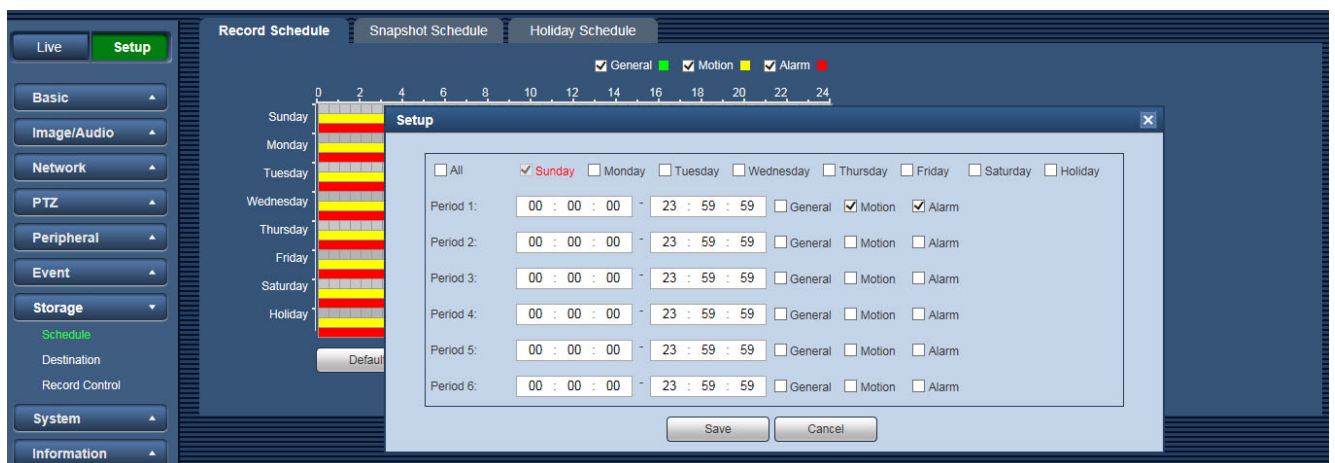 Live Setup
Record Schedule Snapshot Schedule Holiday Schedule
General Motion Alarm
0 2 4 6 8 10 12 14 16 18 20 22 24
Sunday
Monday
Tuesday
Wednesday
Thursday
Friday
Saturday
Holiday
Defaul
Basic
Image/Audio
Network
PTZ
Peripheral
Event
Storage
Schedule
Destination
Record Control
System
Information
Setup
All Sunday Monday Tuesday Wednesday Thursday Friday Saturday Holiday
Period 1: 00 : 00 : 00 - 23 : 59 : 59 General Motion Alarm
Period 2: 00 : 00 : 00 - 23 : 59 : 59 General Motion Alarm
Period 3: 00 : 00 : 00 - 23 : 59 : 59 General Motion Alarm
Period 4: 00 : 00 : 00 - 23 : 59 : 59 General Motion Alarm
Period 5: 00 : 00 : 00 - 23 : 59 : 59 General Motion Alarm
Period 6: 00 : 00 : 00 - 23 : 59 : 59 General Motion Alarm
Save Cancel